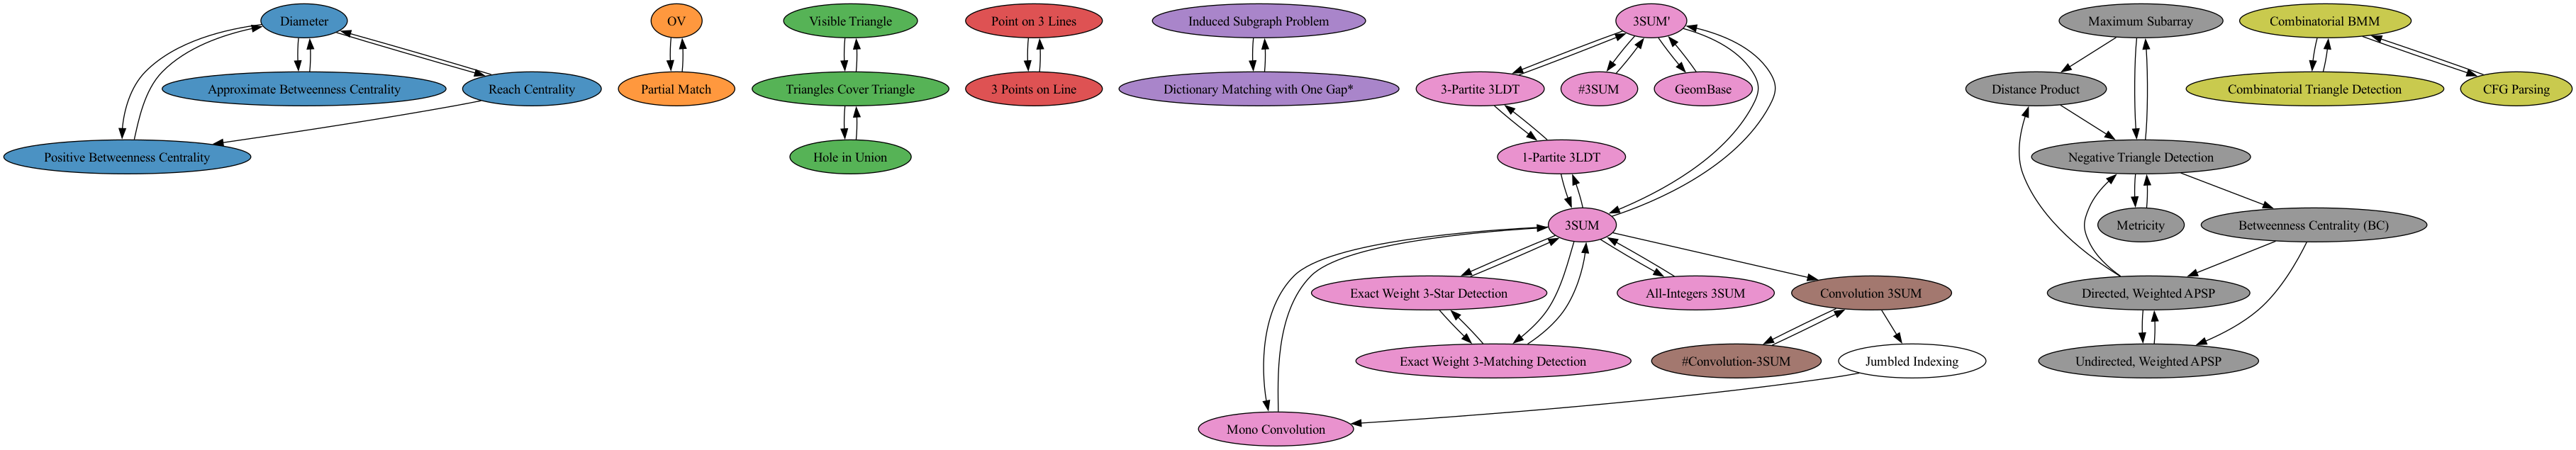 Diameter
OV
Visible Triangle
Point on 3 Lines
Induced Subgraph Problem
3SUM'
Maximum Subarray
Combinatorial BMM
Approximate Betweenness Centrality
Reach Centrality
Partial Match
Triangles Cover Triangle
3 Points on Line
Dictionary Matching with One Gap*
3-Partite 3LDT
#3SUM
GeomBase
Distance Product
Combinatorial Triangle Detection
CFG Parsing
Positive Betweenness Centrality
Hole in Union
1-Partite 3LDT
Negative Triangle Detection
3SUM
Metricity
Betweenness Centrality (BC)
Exact Weight 3-Star Detection
All-Integers 3SUM
Convolution 3SUM
Directed, Weighted APSP
Exact Weight 3-Matching Detection
#Convolution-3SUM
Jumbled Indexing
Undirected, Weighted APSP
Mono Convolution